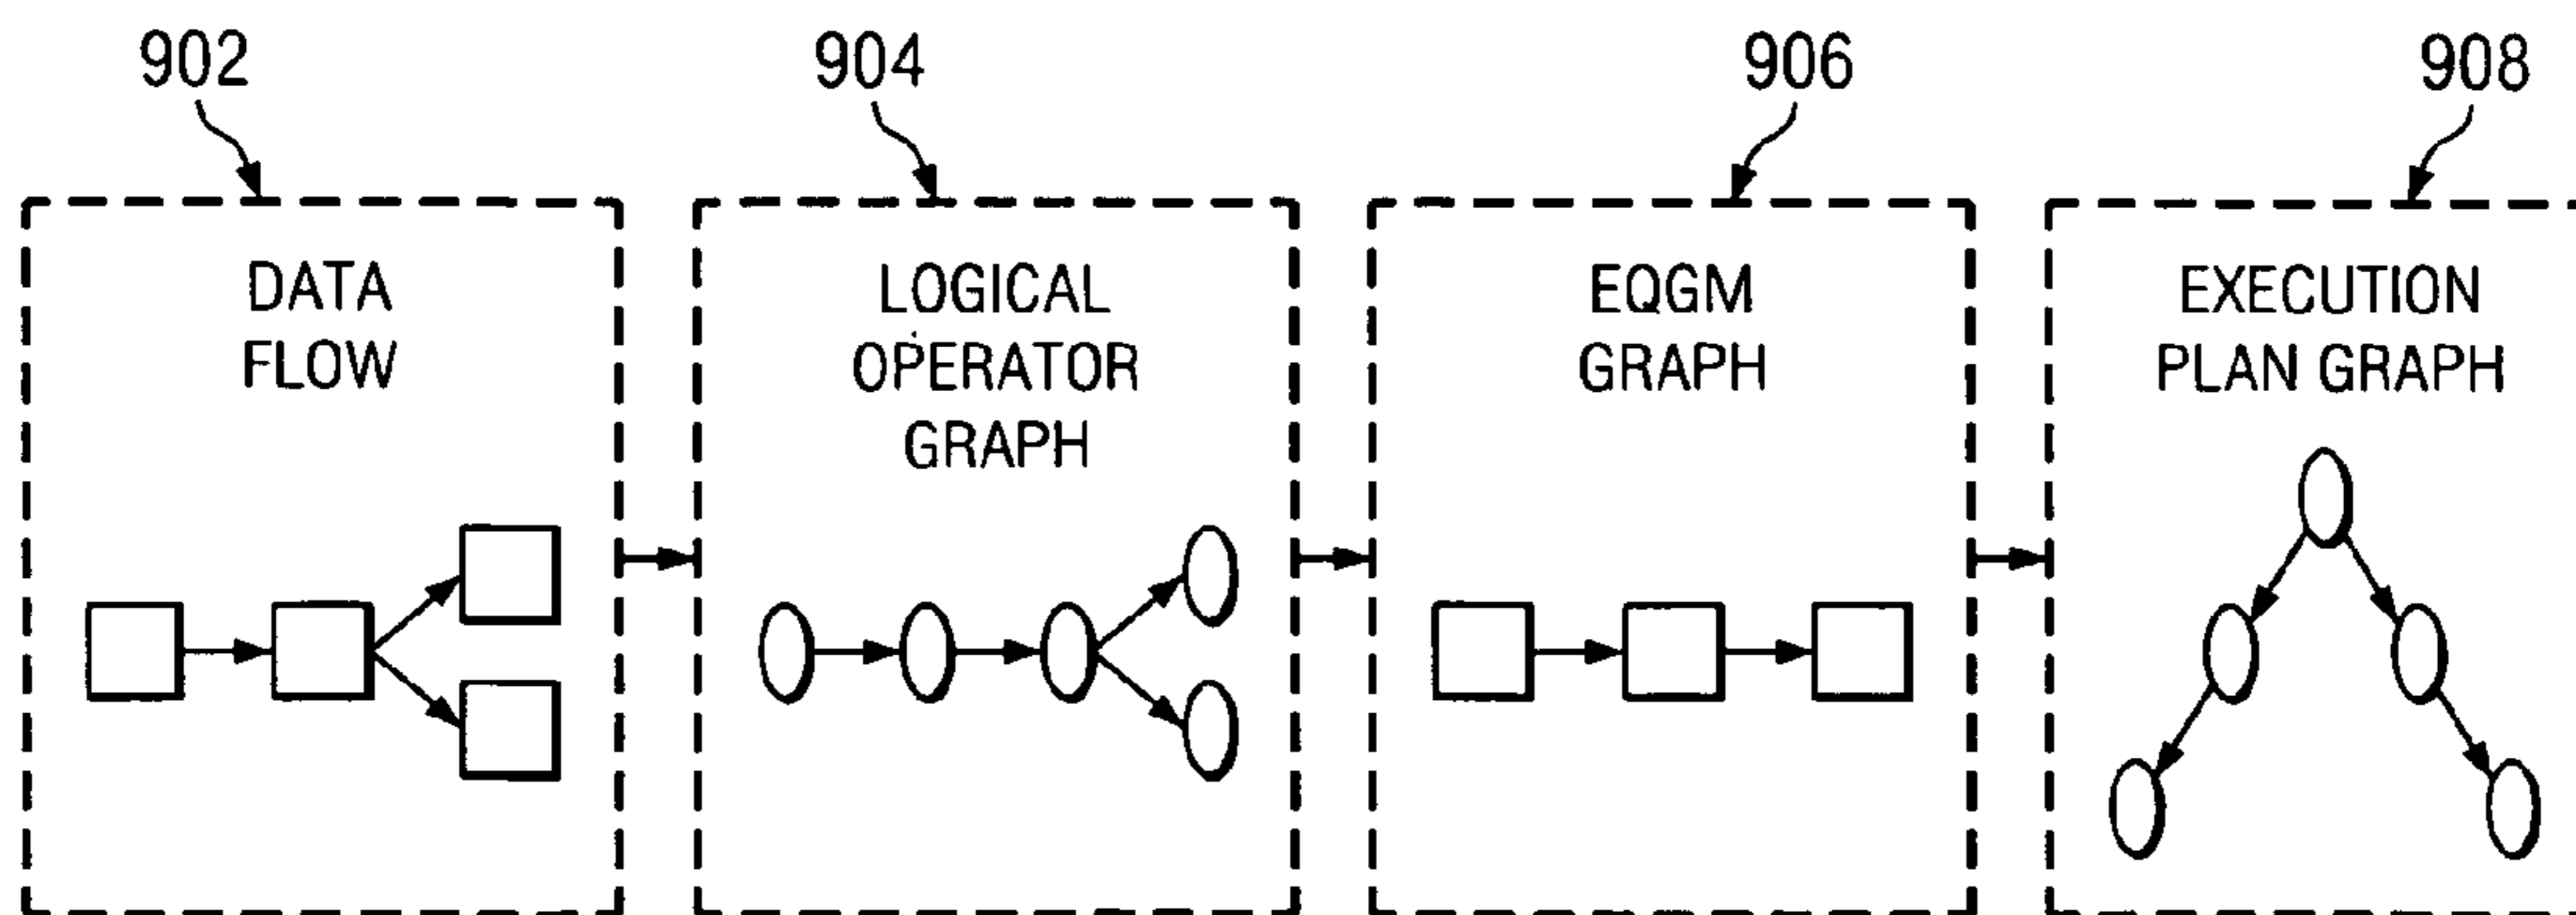 902
904
906
908
DATA
FLOW
LOGICAL
OPERATOR
GRAPH
EQGM
GRAPH
EXECUTION
PLAN GRAPH